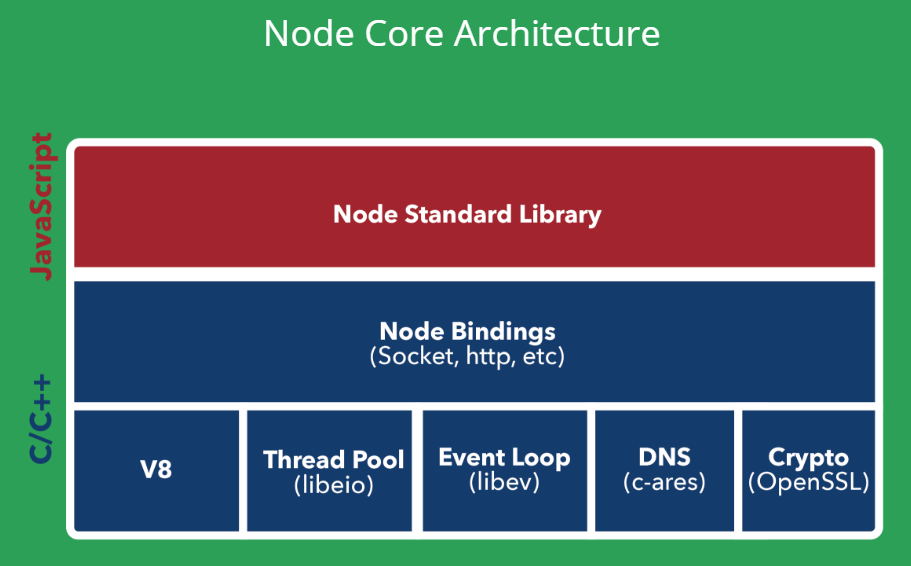 Node Core Architecture
JavaScript
Node Standard Library
C/C++
Node Bindings
(Socket, http, etc)
V8
Thread Pool
(libeio)
Event Loop
(libev)
DNS
(c-ares)
Crypto
(OpenSSL)